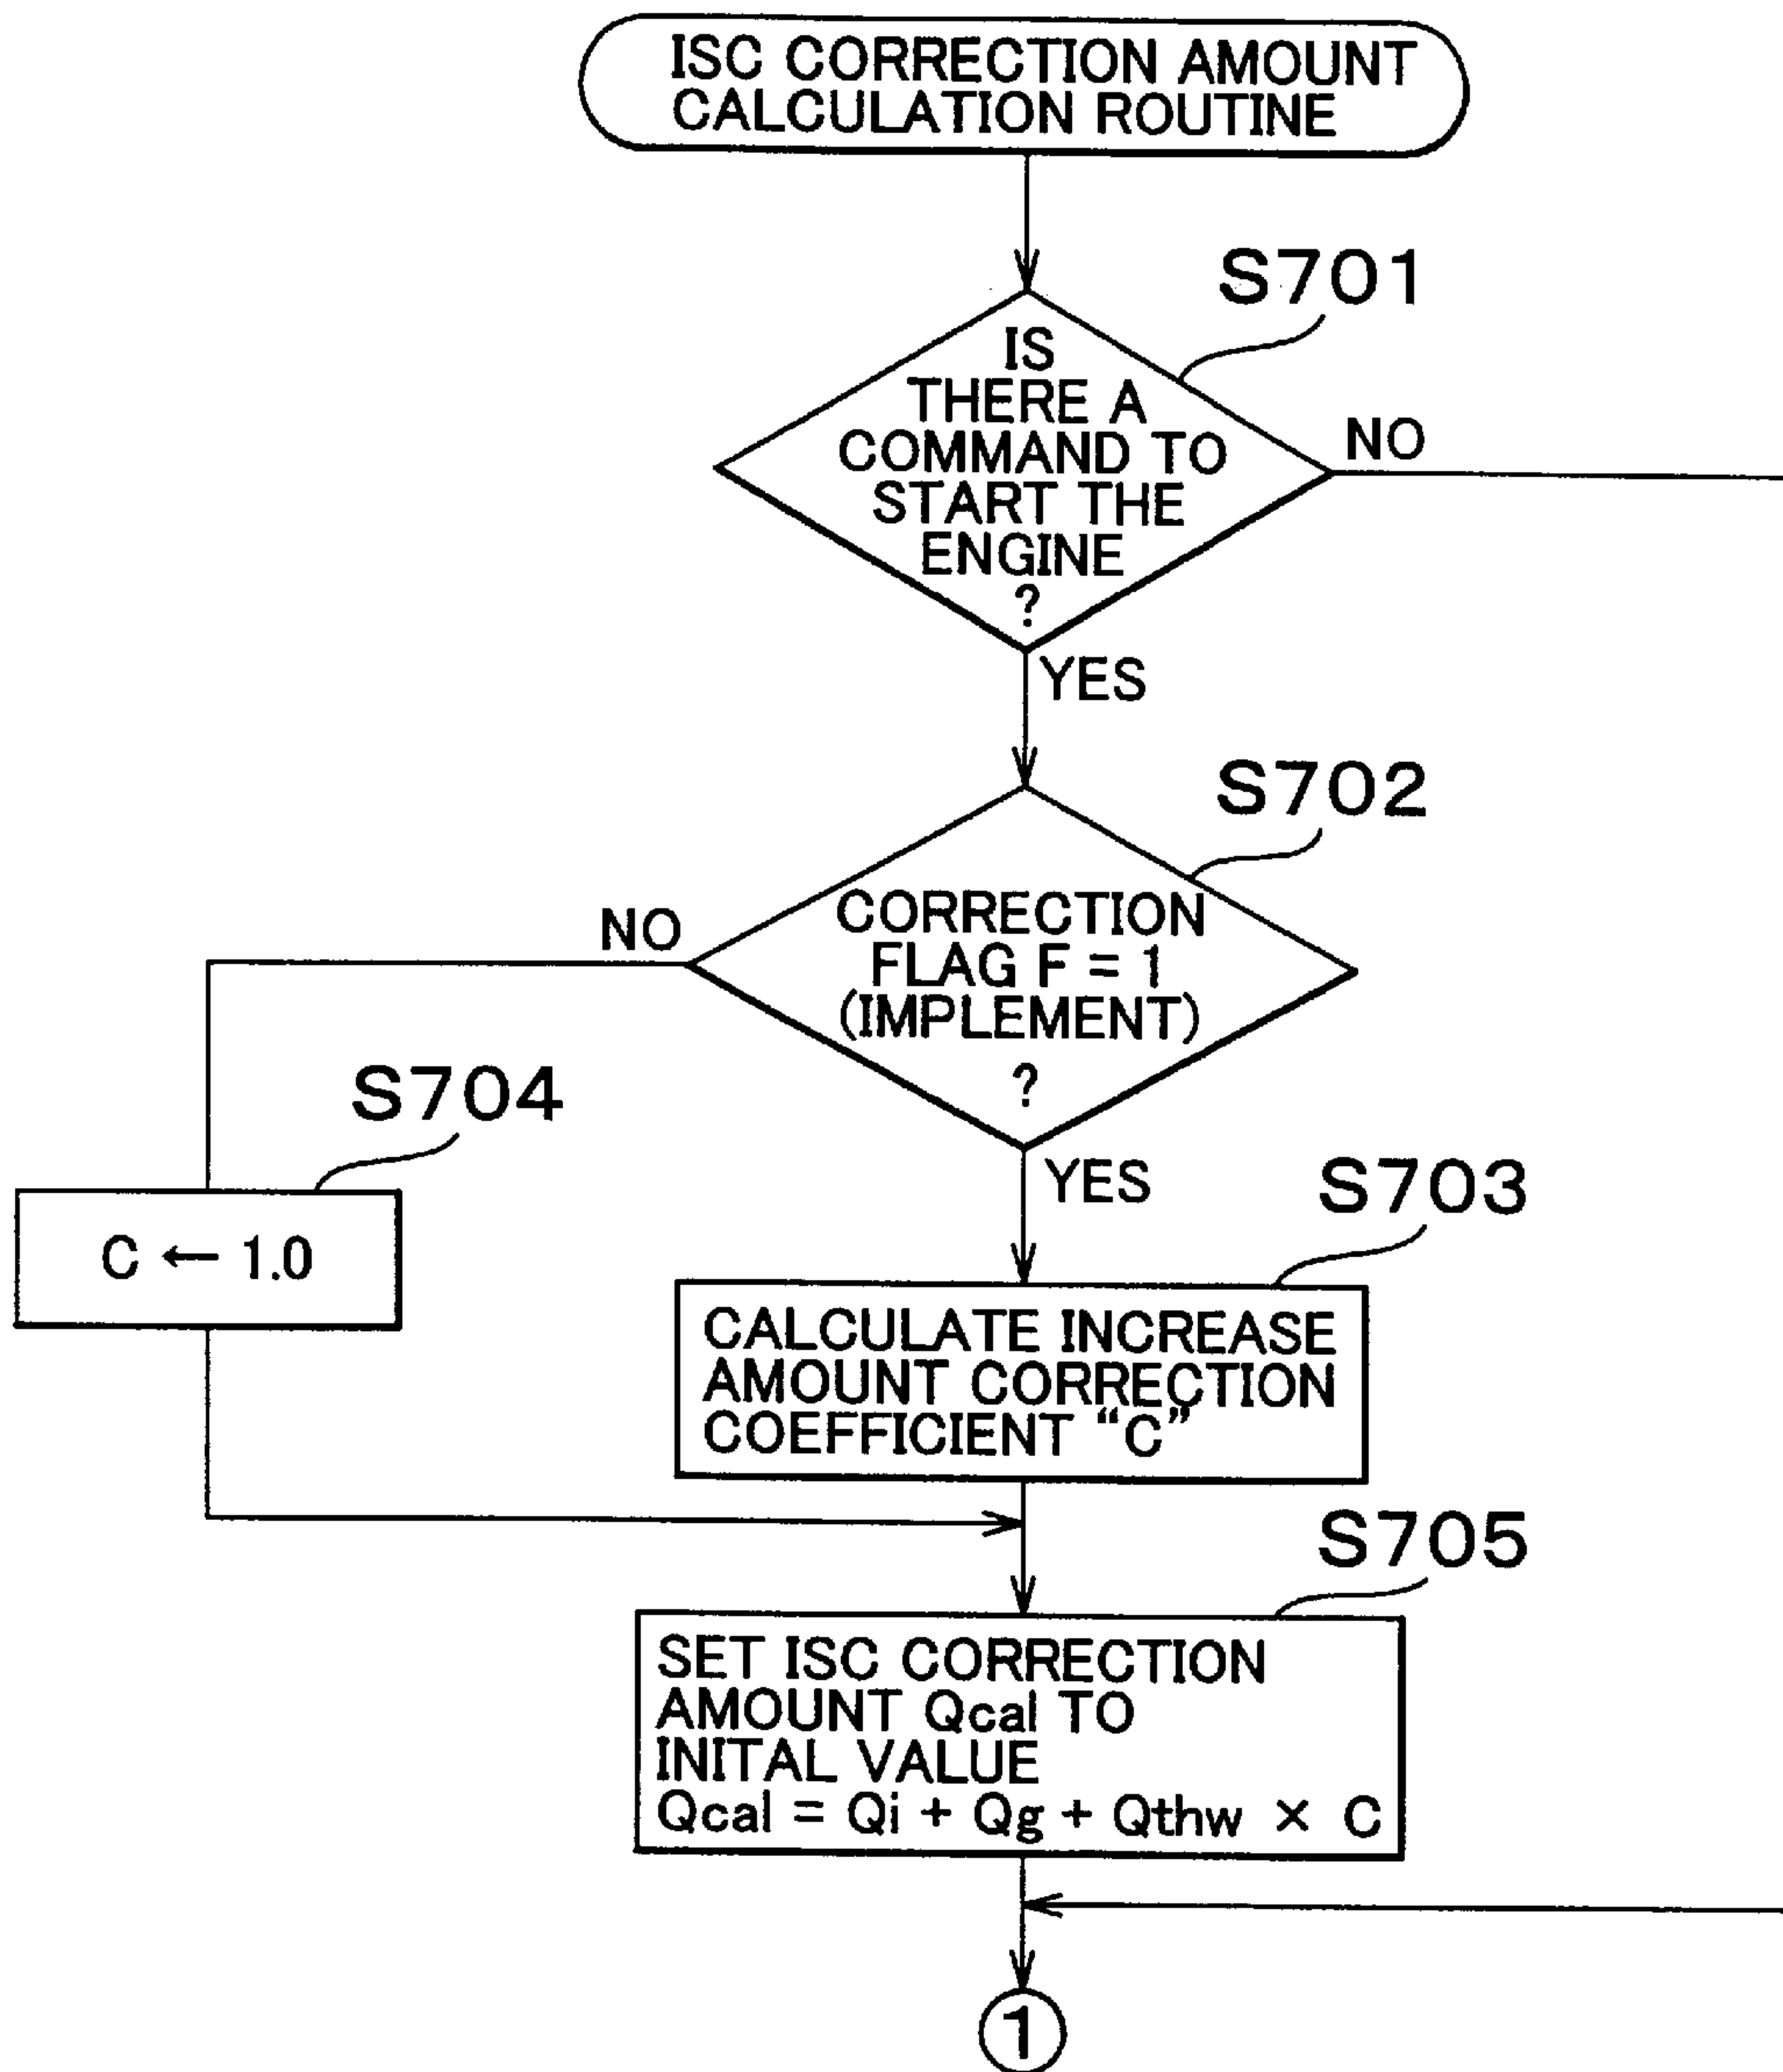 ISC CORRECTION AMOUNT
CALCULATION ROUTINE
S701
IS
THERE A
COMMAND TO
START THE
ENGINE
?
NO
YES
S702
CORRECTION
FLAG F = 1
(IMPLEMENT)
?
NO
YES
S704
C ← 1.0
S703
CALCULATE INCREASE
AMOUNT CORRECTION
COEFFICIENT “C”
S705
SET ISC CORRECTION
AMOUNT Qcal TO
INITAL VALUE
Qcal = Qi + Qg + Qthw × C
1